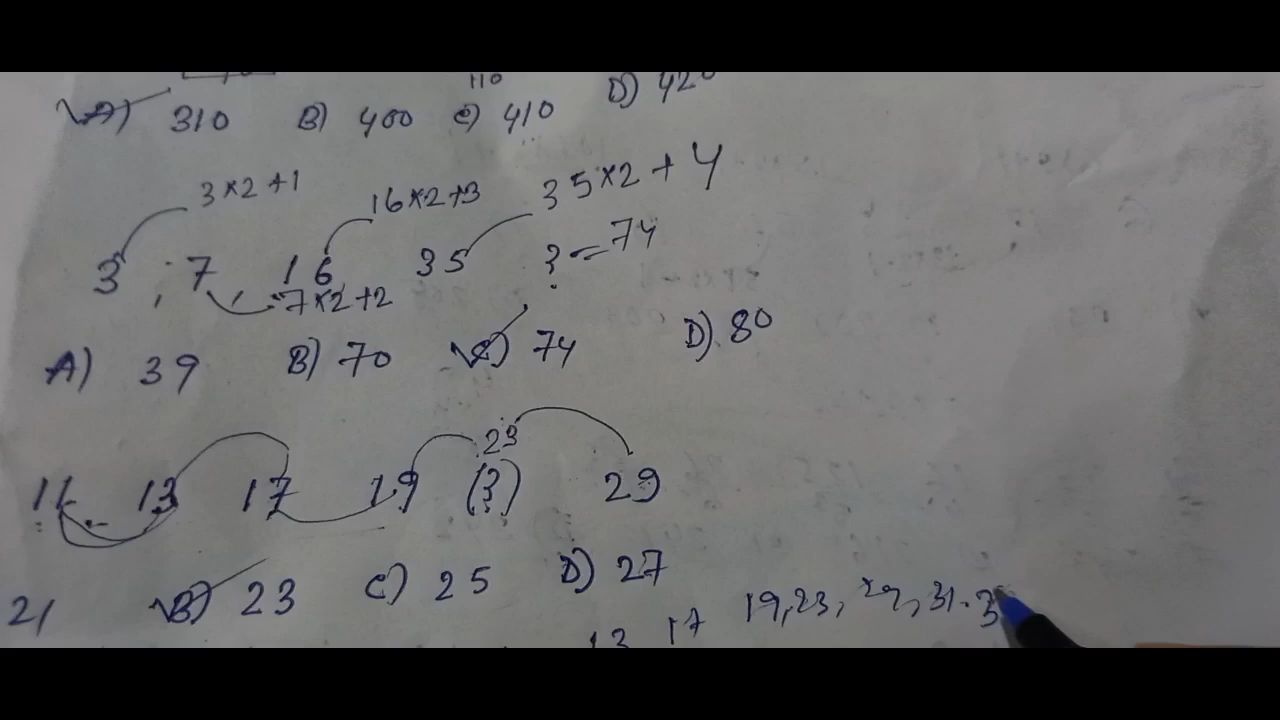 110
A) 310 B) 400 C) 410 D) 420
3×2+1 16×2+3 35×2+4
3, 7, 16, 35 ?=74
7×2+2
A) 39 B) 70 C) 74 D) 80
23
11 13 17 19 (?) 29
21 B) 23 C) 25 D) 27
13 17 19,23, 29, 31. 3